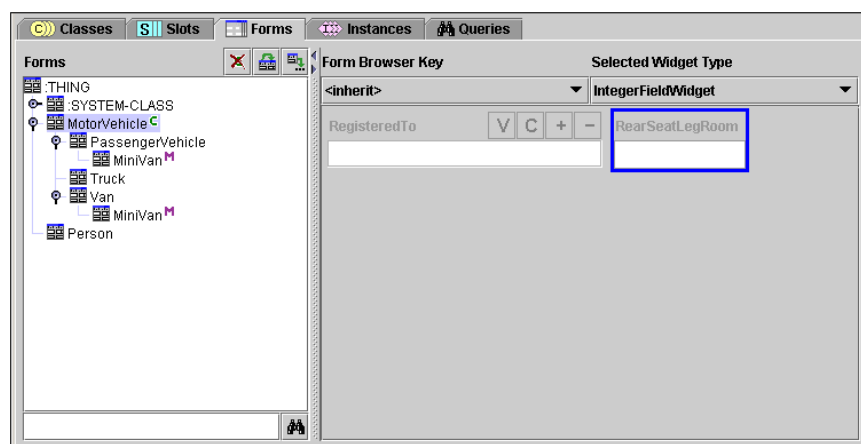 C Classes S Slots Forms I Instances Queries
Forms
:THING
:SYSTEM-CLASS
MotorVehicle C
PassengerVehicle
MiniVan M
Truck
Van
MiniVan M
Person
Form Browser Key Selected Widget Type
<inherit> IntegerFieldWidget
RegisteredTo V C + − RearSeatLegRoom